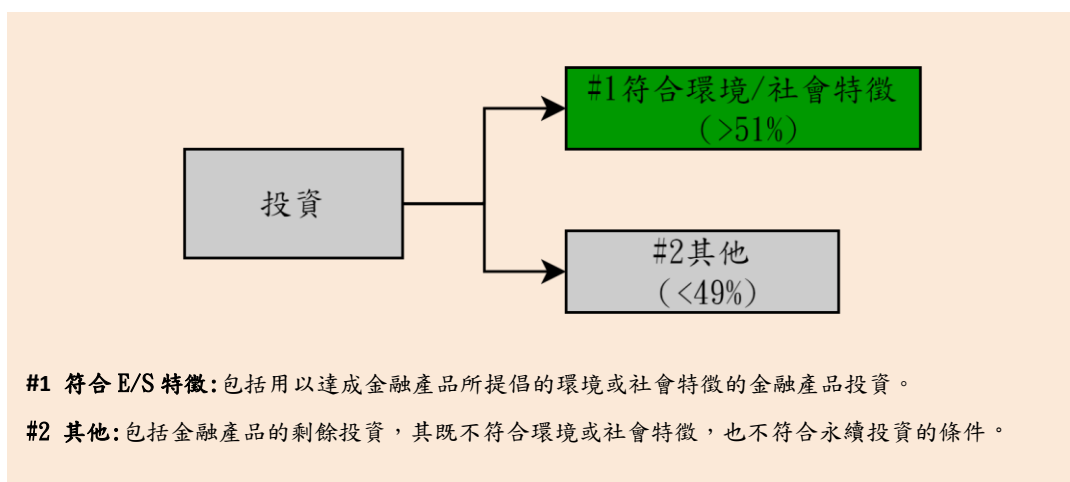 #1符合環境/社會特徵
(>51%)
投資
#2其他
(<49%)
#1 符合 E/S 特徵:包括用以達成金融產品所提倡的環境或社會特徵的金融產品投資。
#2 其他:包括金融產品的剩餘投資,其既不符合環境或社會特徵,也不符合永續投資的條件。